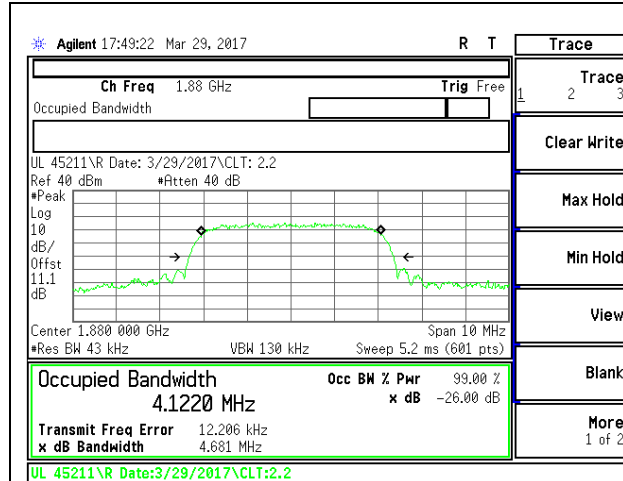 Agilent 17:49:22 Mar 29, 2017 R T
Trace
Ch Freq 1.88 GHz Trig Free
Occupied Bandwidth
UL 45211\R Date: 3/29/2017\CLT: 2.2
Ref 40 dBm #Atten 40 dB
#Peak
Log
10
dB/
Offst
11.1
dB
Center 1.880 000 GHz Span 10 MHz
#Res BW 43 kHz VBW 130 kHz Sweep 5.2 ms (601 pts)
Occupied Bandwidth Occ BW % Pwr 99.00 %
4.1220 MHz x dB -26.00 dB
Transmit Freq Error 12.206 kHz
x dB Bandwidth 4.681 MHz
UL 45211\R Date:3/29/2017\CLT:2.2
Trace
1 2 3
Clear Write
Max Hold
Min Hold
View
Blank
More
1 of 2